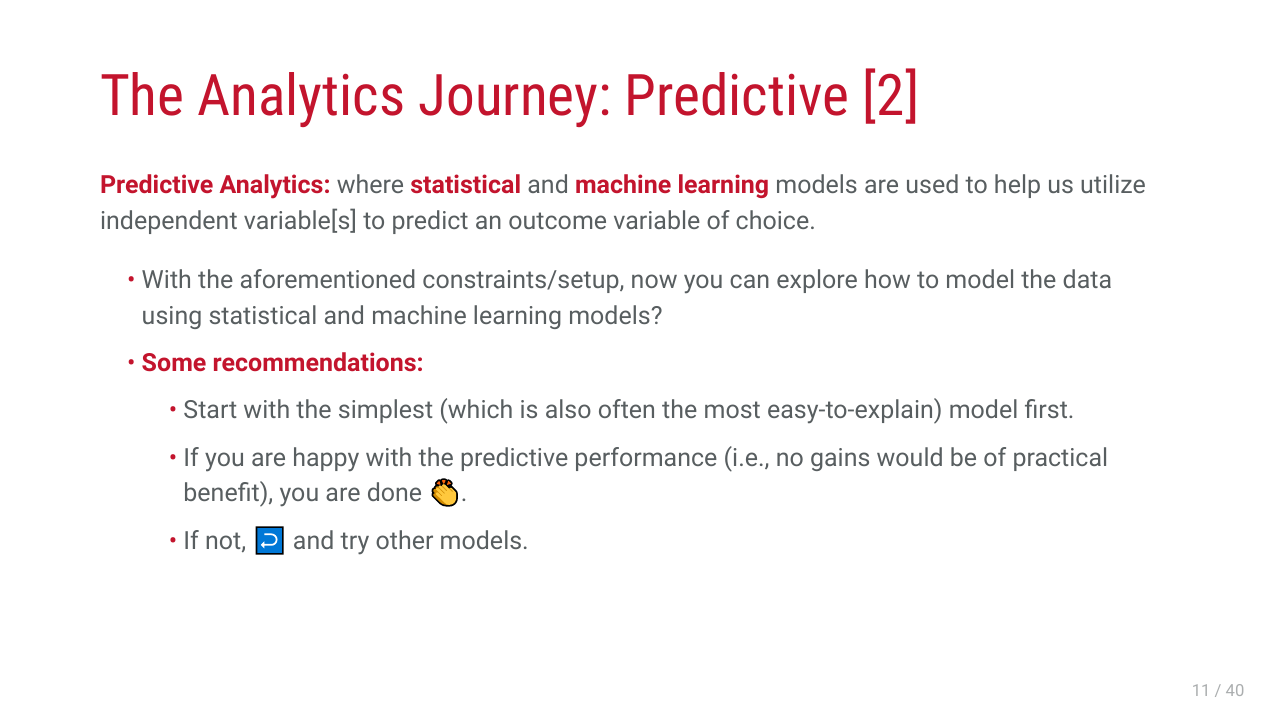 The Analytics Journey: Predictive [2]
Predictive Analytics: where statistical and machine learning models are used to help us utilize
independent variable[s] to predict an outcome variable of choice.
• With the aforementioned constraints/setup, now you can explore how to model the data
using statistical and machine learning models?
• Some recommendations:
• Start with the simplest (which is also often the most easy-to-explain) model first.
• If you are happy with the predictive performance (i.e., no gains would be of practical
benefit), you are done 👏.
• If not, ↩️ and try other models.
11 / 40